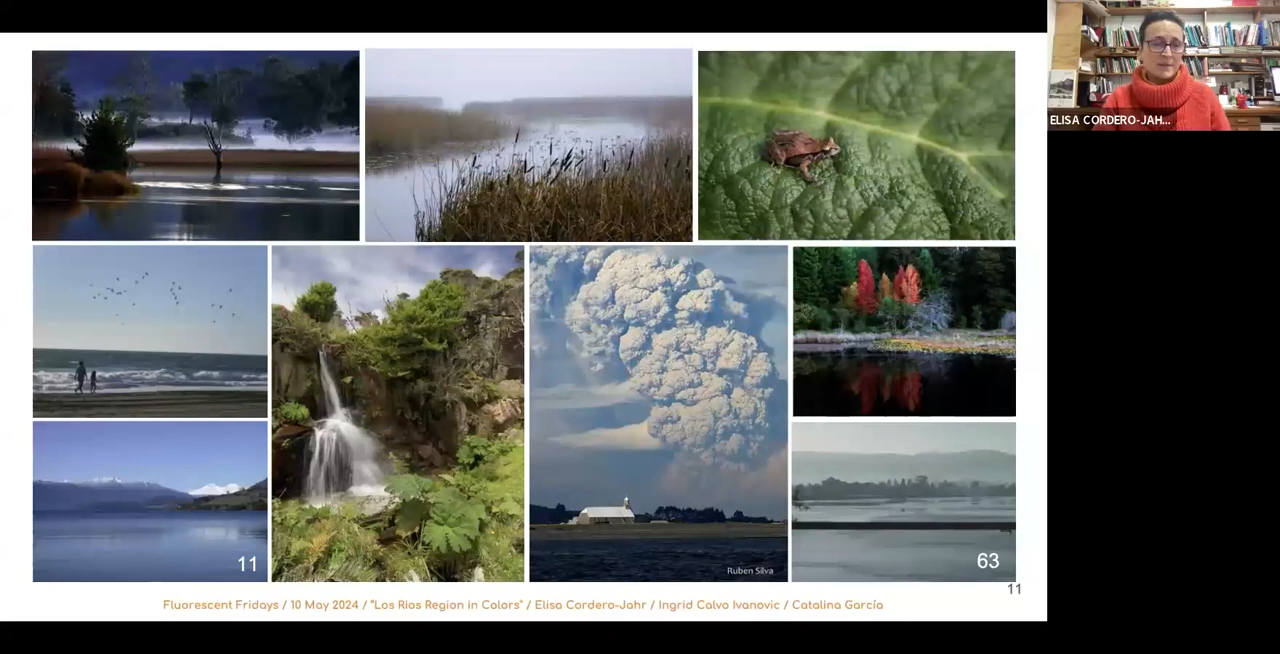 ELISA CORDERO-JAH...
11
Ruben Silva
63
11
Fluorescent Fridays / 10 May 2024 / "Los Rios Region in Colors" / Elisa Cordero-Jahr / Ingrid Calvo Ivanovic / Catalina García